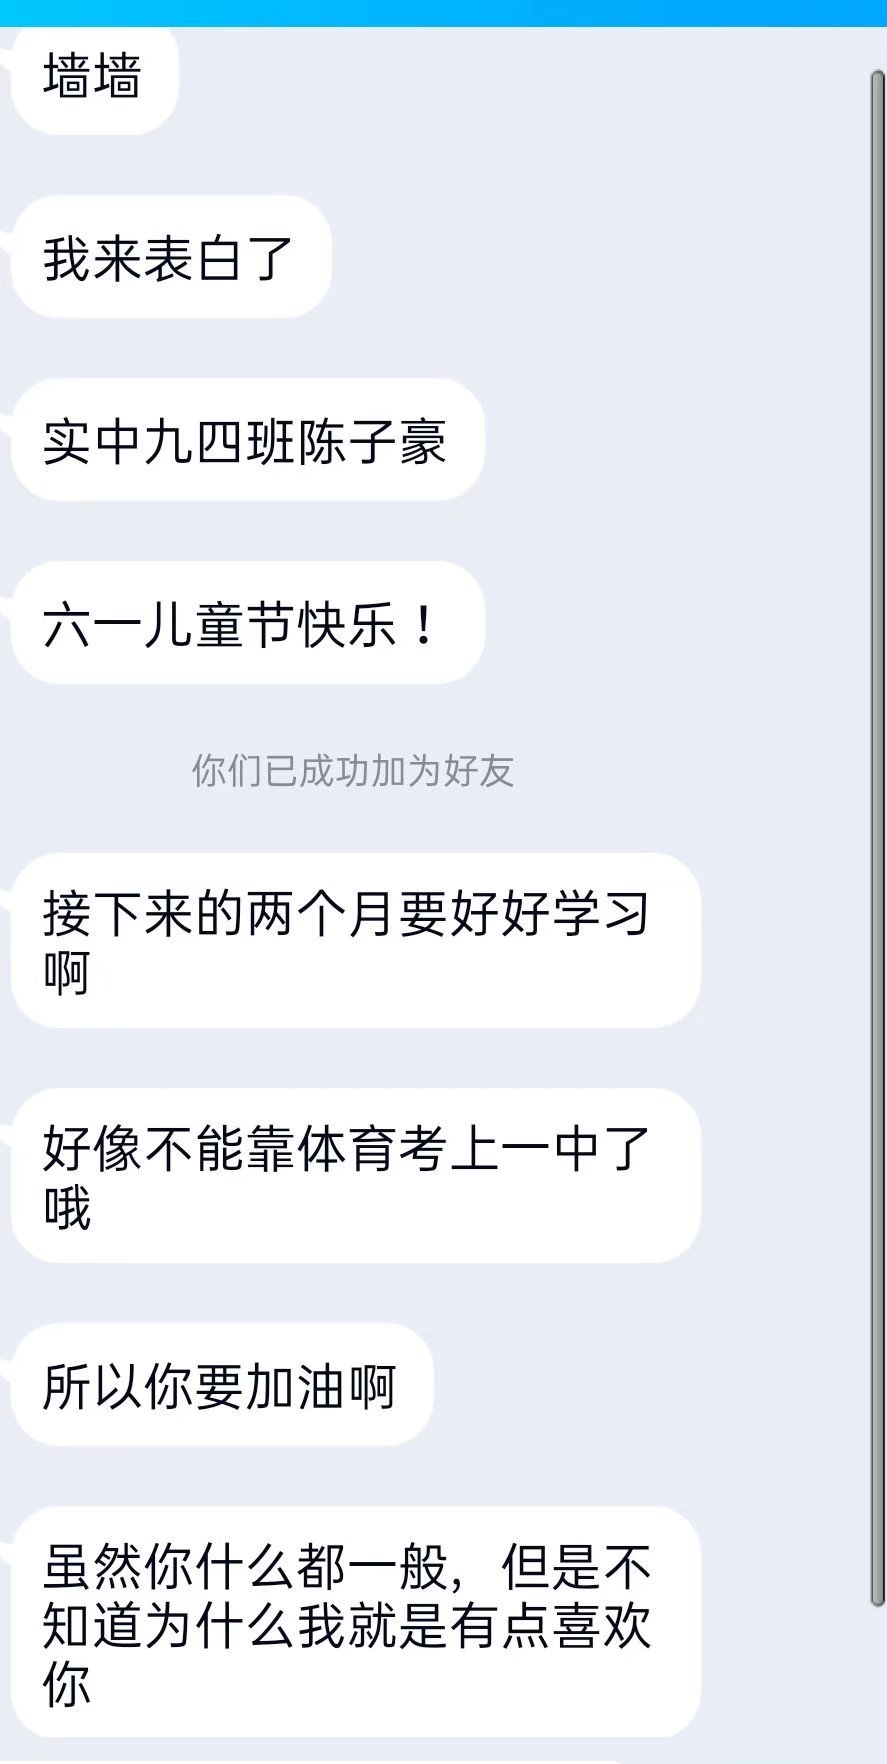 墙墙
我来表白了
实中九四班陈子豪
六一儿童节快乐！
你们已成功加为好友
接下来的两个月要好好学习
啊
好像不能靠体育考上一中了
哦
所以你要加油啊
虽然你什么都一般，但是不
知道为什么我就是有点喜欢
你